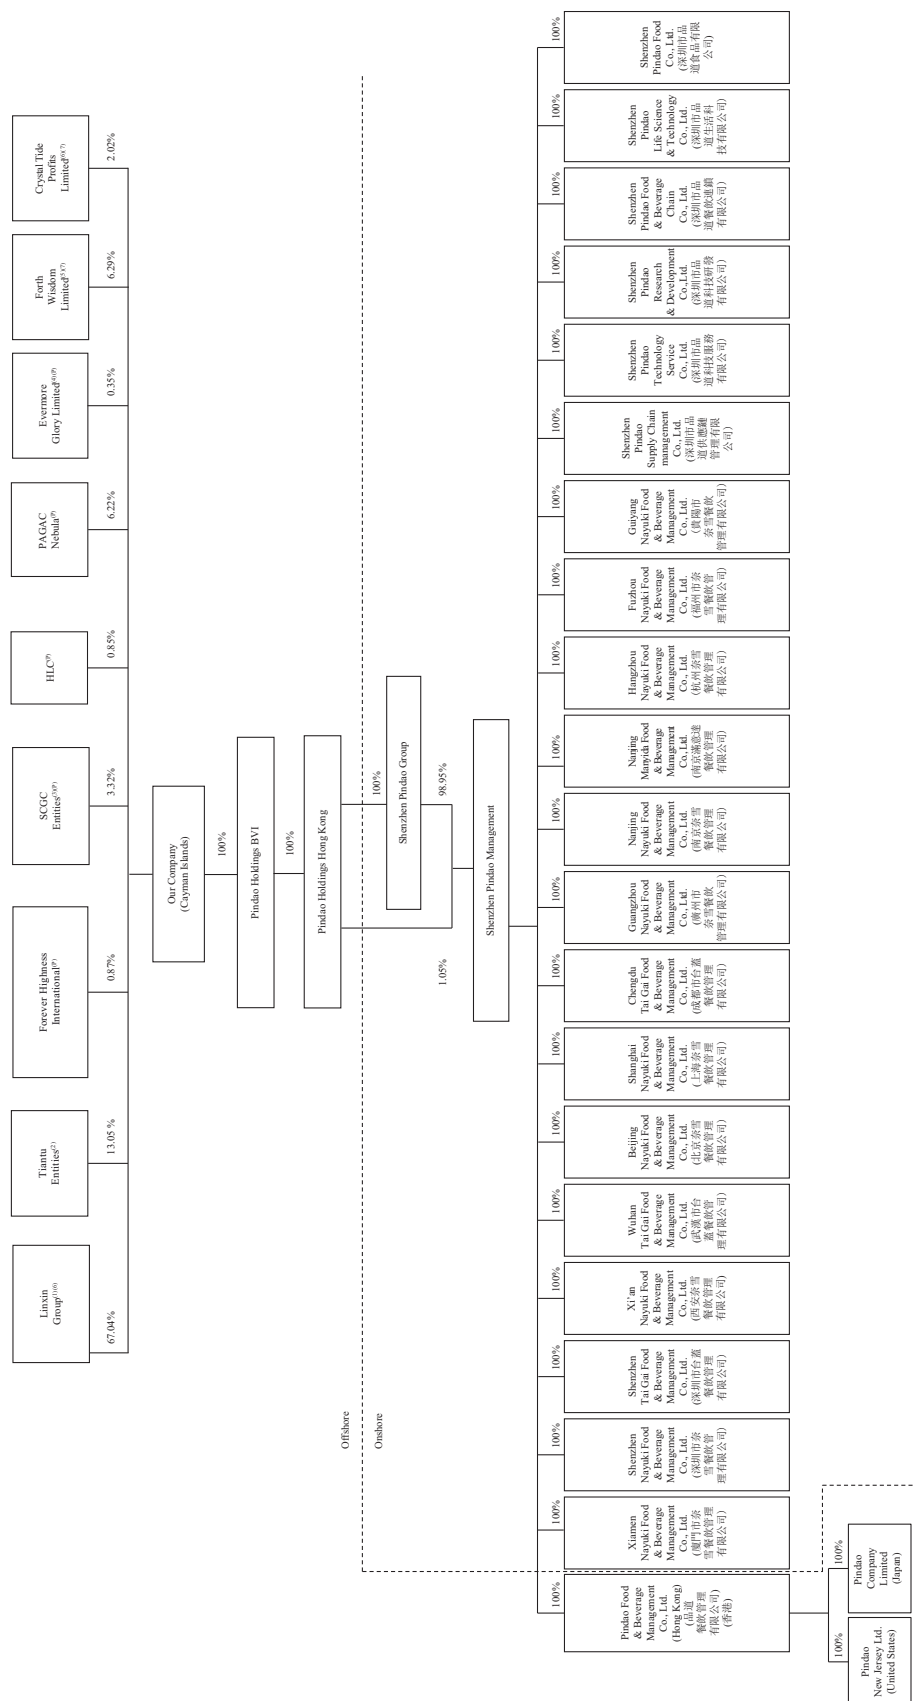 Linxin
Group(1)(6)
67.04%
Tiantu
Entities(2)
13.05 %
Forever Highness
International(P)
0.87%
SCGC
Entities(3)(P)
3.32%
HLC(P)
0.85%
PAGAC
Nebula(P)
6.22%
Evermore
Glory Limited(4)(P)
0.35%
Forth
Wisdom
Limited(5)(7)
6.29%
Crystal Tide
Profits
Limited(6)(7)
2.02%
Our Company
(Cayman Islands)
100%
Pindao Holdings BVI
100%
Pindao Holdings Hong Kong
Offshore
Onshore
100%
Shenzhen Pindao Group
1.05%
98.95%
Shenzhen Pindao Management
100%
Pindao Food
& Beverage
Management
Co., Ltd.
(Hong Kong)
(品道
餐飲管理
有限公司)
(香港)
100%
Xiamen
Nayuki Food
& Beverage
Management
Co., Ltd.
(廈門市奈
雪餐飲管理
有限公司)
100%
Shenzhen
Nayuki Food
& Beverage
Management
Co., Ltd.
(深圳市奈
雪餐飲管
理有限公司)
100%
Shenzhen
Tai Gai Food
& Beverage
Management
Co., Ltd.
(深圳市台蓋
餐飲管理
有限公司)
100%
Xi'an
Nayuki Food
& Beverage
Management
Co., Ltd.
(西安奈雪
餐飲管理
有限公司)
100%
Wuhan
Tai Gai Food
& Beverage
Management
Co., Ltd.
(武漢市台
蓋餐飲管
理有限公司)
100%
Beijing
Nayuki Food
& Beverage
Management
Co., Ltd.
(北京奈雪
餐飲管理
有限公司)
100%
Shanghai
Nayuki Food
& Beverage
Management
Co., Ltd.
(上海奈雪
餐飲管理
有限公司)
100%
Chengdu
Tai Gai Food
& Beverage
Management
Co., Ltd.
(成都市台蓋
餐飲管理
有限公司)
100%
Guangzhou
Nayuki Food
& Beverage
Management
Co., Ltd.
(廣州市
奈雪餐飲
管理有限公司)
100%
Nanjing
Nayuki Food
& Beverage
Management
Co., Ltd.
(南京奈雪
餐飲管理
有限公司)
100%
Nanjing
Manyida Food
& Beverage
Management
Co., Ltd.
(南京滿意達
餐飲管理
有限公司)
100%
Hangzhou
Nayuki Food
& Beverage
Management
Co., Ltd.
(杭州奈雪
餐飲管理
有限公司)
100%
Fuzhou
Nayuki Food
& Beverage
Management
Co., Ltd.
(福州市奈
雪餐飲管
理有限公司)
100%
Guiyang
Nayuki Food
& Beverage
Management
Co., Ltd.
(貴陽市
奈雪餐飲
管理有限公司)
100%
Shenzhen
Pindao
Supply Chain
management
Co., Ltd.
(深圳市品
道供應鏈
管理有限
公司)
100%
Shenzhen
Pindao
Technology
Service
Co., Ltd.
(深圳市品
道科技服務
有限公司)
100%
Shenzhen
Pindao
Research
& Development
Co.,Ltd.
(深圳市品
道科技研發
有限公司)
100%
Shenzhen
Pindao Food
& Beverage
Chain
Co., Ltd.
(深圳市品
道餐飲連鎖
有限公司)
100%
Shenzhen
Pindao
Life Science
& Technology
Co., Ltd.
(深圳市品
道生活科
技有限公司)
100%
Shenzhen
Pindao Food
Co., Ltd.
(深圳市品
道食品有限
公司)
100%
Pindao
New Jersey Ltd.
(United States)
100%
Pindao
Company
Limited
(Japan)